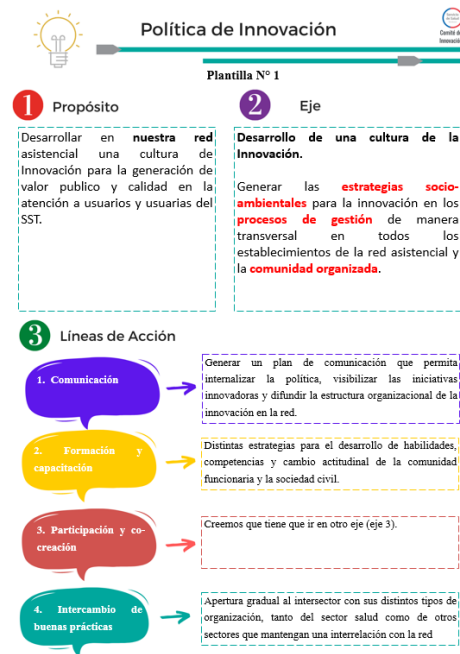 Política de Innovación
Comité de
Innovación
Plantilla N° 1
1 Propósito
Desarrollar en nuestra red
asistencial una cultura de
Innovación para la generación de
valor publico y calidad en la
atención a usuarios y usuarias del
SST.
2 Eje
Desarrollo de una cultura de la
Innovación.
Generar las estrategias socio-
ambientales para la innovación en los
procesos de gestión de manera
transversal en todos los
establecimientos de la red asistencial y
la comunidad organizada.
3 Líneas de Acción
1. Comunicación
Generar un plan de comunicación que permita
internalizar la política, visibilizar las iniciativas
innovadoras y difundir la estructura organizacional de la
innovación en la red.
2. Formación y
capacitación
Distintas estrategias para el desarrollo de habilidades,
competencias y cambio actitudinal de la comunidad
funcionaria y la sociedad civil.
3. Participación y co-
creación
Creemos que tiene que ir en otro eje (eje 3).
4. Intercambio de
buenas prácticas
Apertura gradual al intersector con sus distintos tipos de
organización, tanto del sector salud como de otros
sectores que mantengan una interrelación con la red